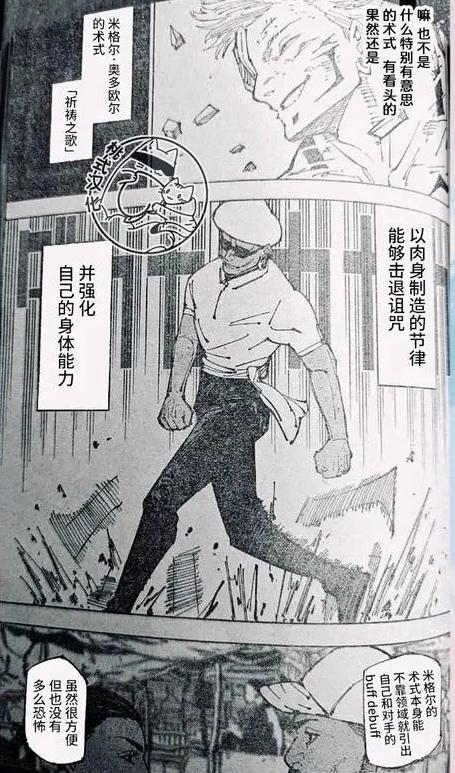 嘛 也不是
什么特别有意思
的术式 有看头的
果然还是
米格尔·奥多欧尔
的术式
「祈祷之歌」
以肉身制造的节律
能够击退诅咒
并强化
自己的身体能力
米格尔的
术式本身能
不靠领域就引出
自己和对手的
buff debuff
虽然很方便
但也没有
多么恐怖